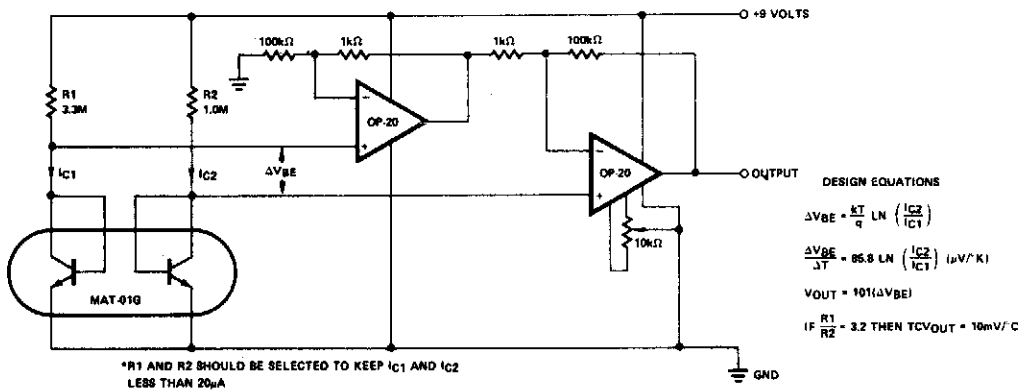 +9 VOLTS
100kΩ
1kΩ
1kΩ
100kΩ
R1
3.3M
R2
1.0M
OP-20
IC1
ΔVBE
IC2
OP-20
OUTPUT
10kΩ
MAT-01G
GND
*R1 AND R2 SHOULD BE SELECTED TO KEEP IC1 AND IC2
LESS THAN 20μA
DESIGN EQUATIONS
ΔVBE = kT/q LN (IC2/IC1)
ΔVBE/ΔT = 85.8 LN (IC2/IC1) (μV/°K)
VOUT = 101(ΔVBE)
IF R1/R2 = 3.2 THEN TCVOUT = 10mV/°C